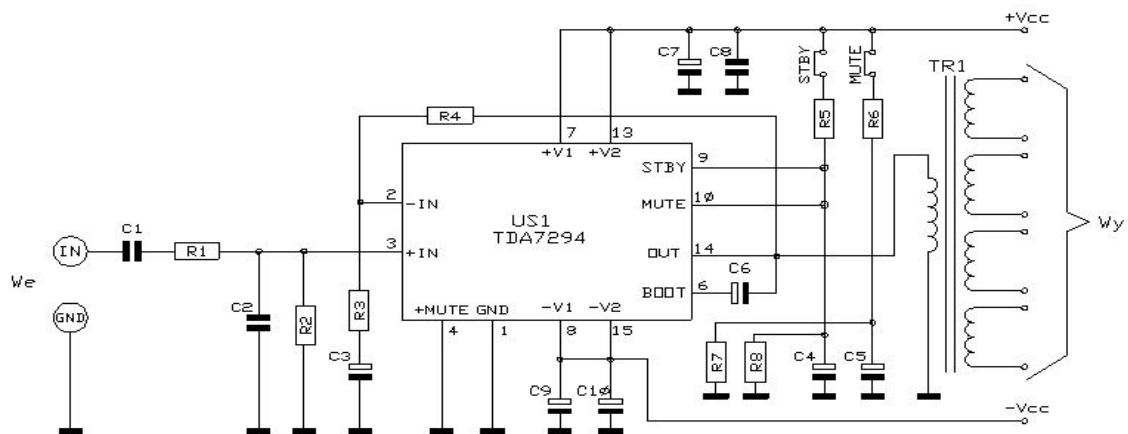 +Vcc
C7
C8
STBY
MUTE
TR1
R4
R5
R6
7
13
+V1
+V2
STBY
9
2
-IN
MUTE
1Ø
US1
TDA7294
Wy
C1
IN
R1
3
+IN
OUT
14
We
C6
BOOT
6
GND
C2
R2
R3
+MUTE
GND
-V1
-V2
4
1
8
15
C3
R7
R8
C4
C5
C9
C1Ø
-Vcc